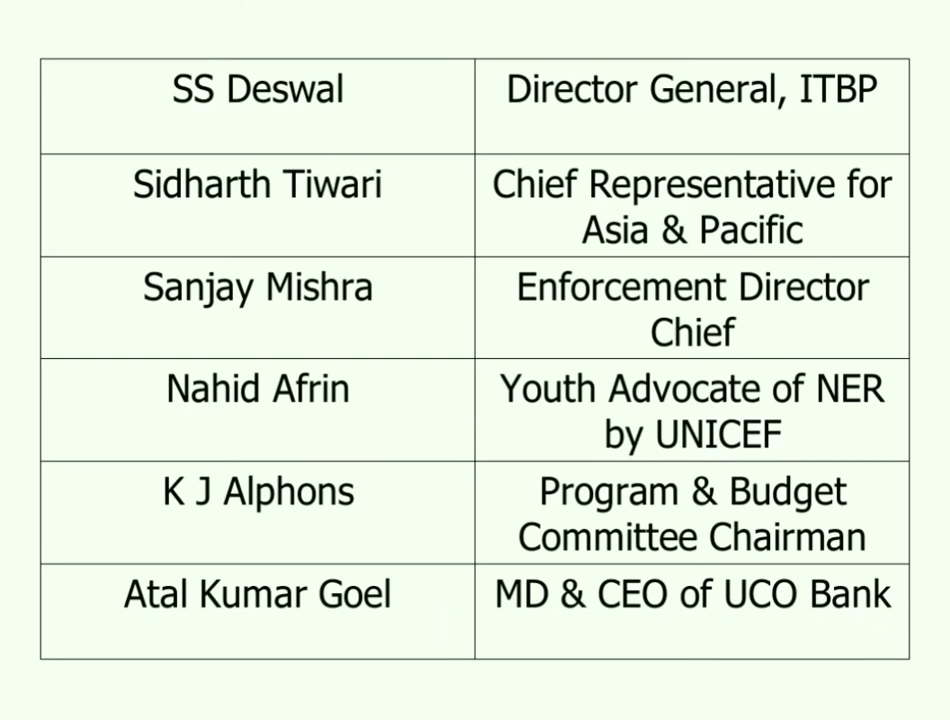 SS Deswal
Director General, ITBP
Sidharth Tiwari
Chief Representative for
Asia & Pacific
Sanjay Mishra
Enforcement Director
Chief
Nahid Afrin
Youth Advocate of NER
by UNICEF
K J Alphons
Program & Budget
Committee Chairman
Atal Kumar Goel
MD & CEO of UCO Bank